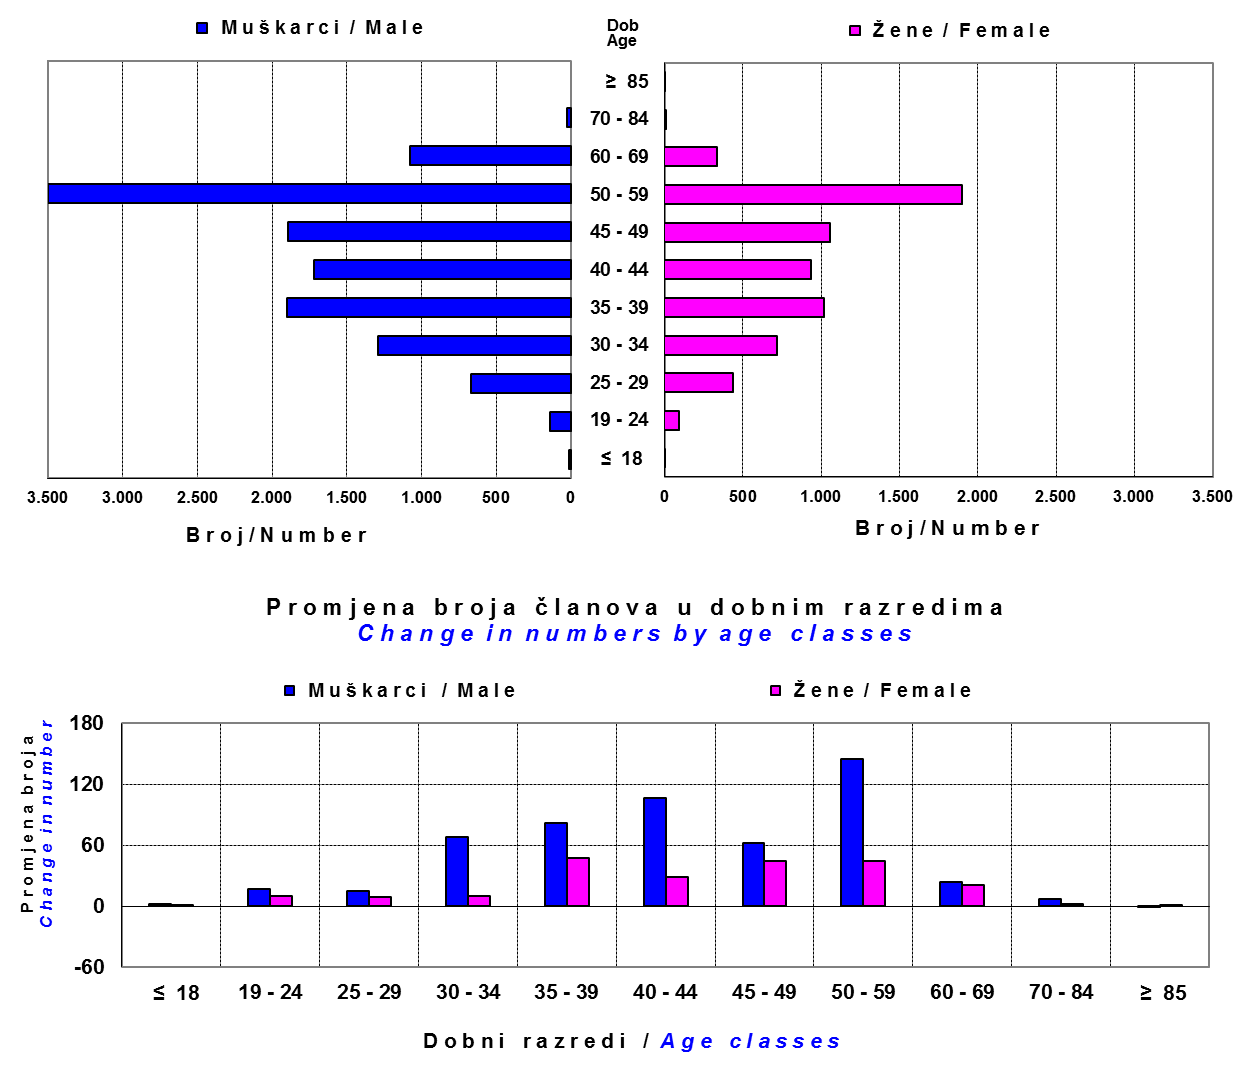 Muškarci / Male
Dob
Age
Žene / Female
≥ 85
70 - 84
60 - 69
50 - 59
45 - 49
40 - 44
35 - 39
30 - 34
25 - 29
19 - 24
≤ 18
3.500 3.000 2.500 2.000 1.500 1.000 500 0
0 500 1.000 1.500 2.000 2.500 3.000 3.500
Broj/Number
Broj/Number
Promjena broja članova u dobnim razredima
Change in numbers by age classes
Muškarci / Male
Žene / Female
Promjena broja
Change in number
180
120
60
0
-60
≤ 18 19 - 24 25 - 29 30 - 34 35 - 39 40 - 44 45 - 49 50 - 59 60 - 69 70 - 84 ≥ 85
Dobni razredi / Age classes